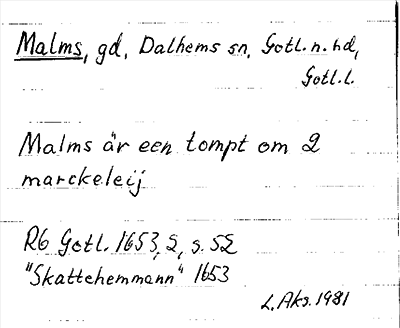 Malms, gd, Dalhems sn, Gotl. n. hd,
Gotl. l.
Malms är een tompt om 2
marckeleij
R6 Gotl. 1653, 2, s. 52
"Skattehemmann" 1653
L. Aks. 1981